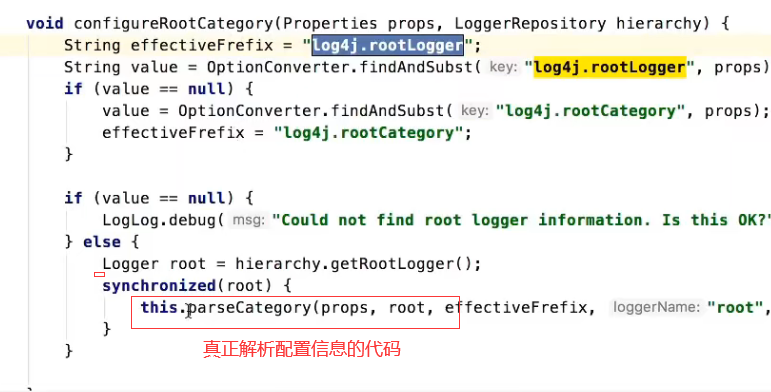 void configureRootCategory(Properties props, LoggerRepository hierarchy) {
String effectiveFrefix = "log4j.rootLogger";
String value = OptionConverter.findAndSubst( key: "log4j.rootLogger", props)
if (value == null) {
value = OptionConverter.findAndSubst( key: "log4j.rootCategory", props);
effectiveFrefix = "log4j.rootCategory";
}
if (value == null) {
LogLog.debug( msg: "Could not find root logger information. Is this OK?"
} else {
Logger root = hierarchy.getRootLogger();
synchronized(root) {
this.parseCategory(props, root, effectiveFrefix, loggerName: "root",
}
}
真正解析配置信息的代码